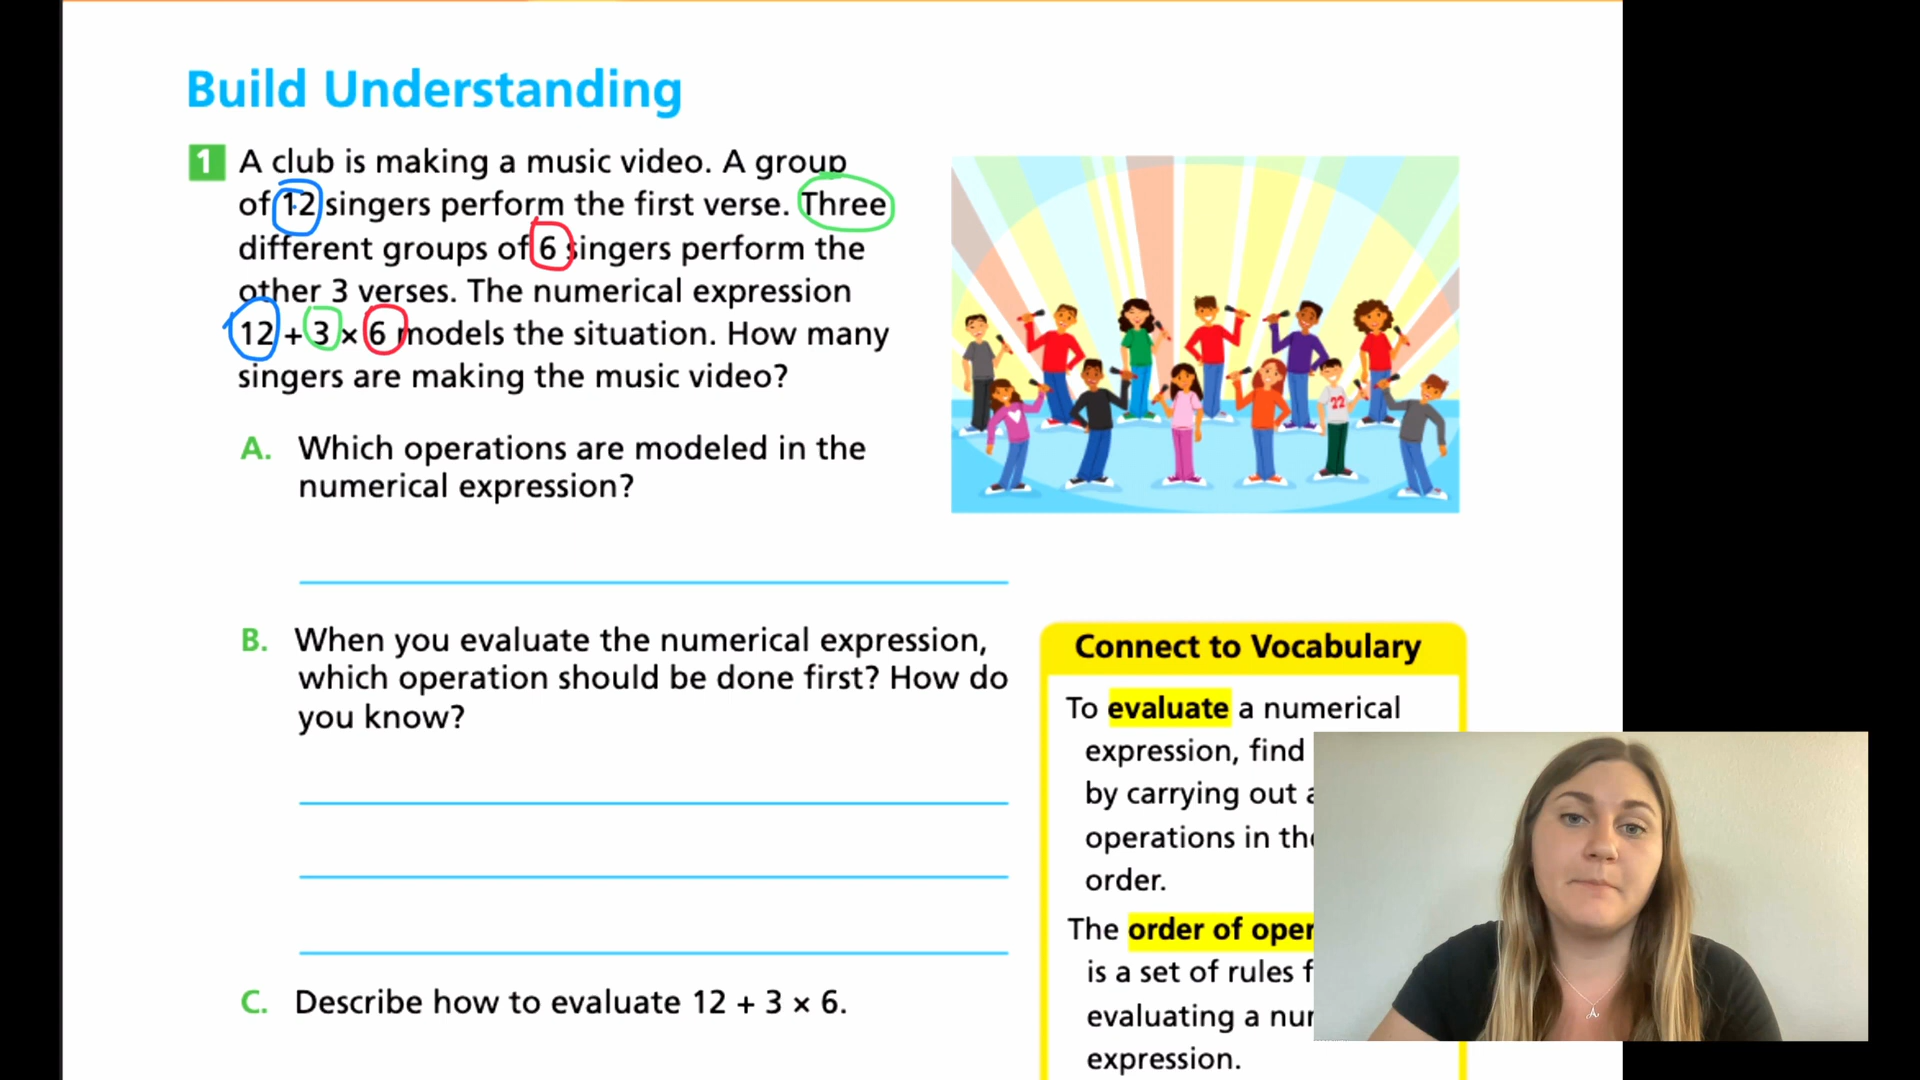 Build Understanding
1 A club is making a music video. A group
of 12 singers perform the first verse. Three
different groups of 6 singers perform the
other 3 verses. The numerical expression
12 + 3 × 6 models the situation. How many
singers are making the music video?
A. Which operations are modeled in the
numerical expression?
22
B. When you evaluate the numerical expression,
which operation should be done first? How do
you know?
C. Describe how to evaluate 12 + 3 × 6.
Connect to Vocabulary
To evaluate a numerical
expression, find
by carrying out
operations in
order.
The order of
is a set of rules
evaluating a
expression.